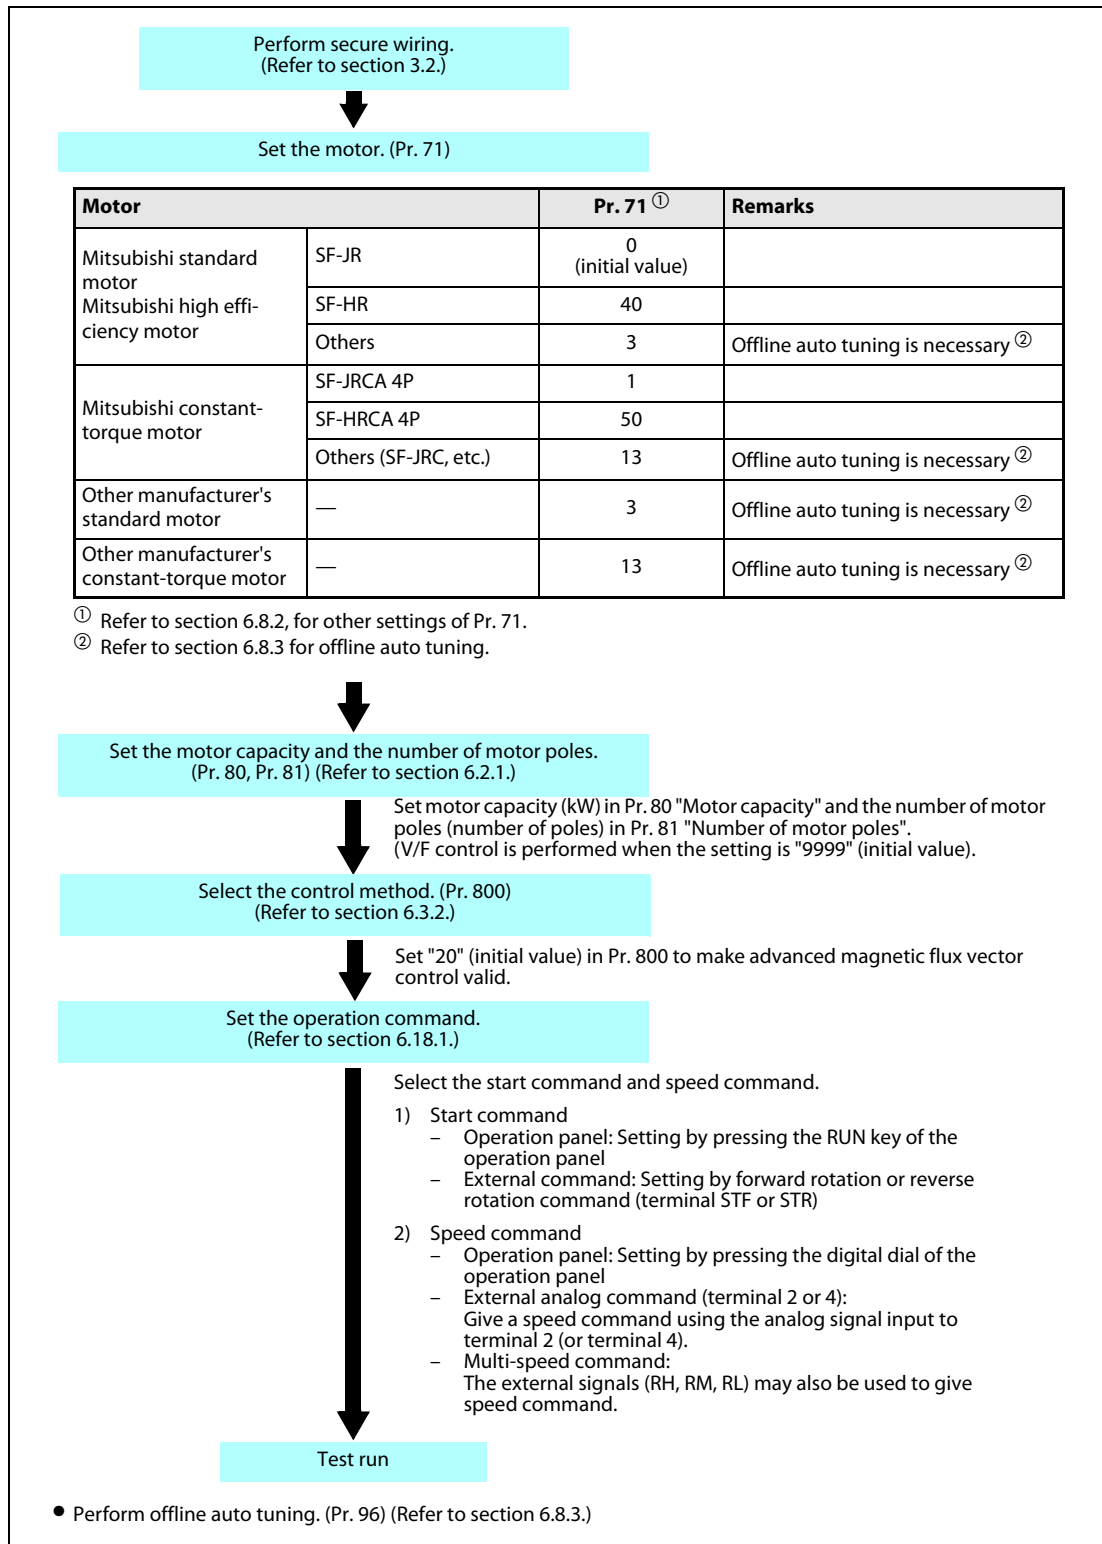 Perform secure wiring.
(Refer to section 3.2.)
Set the motor. (Pr. 71)
Motor Pr. 71 ① Remarks
Mitsubishi standard
motor
Mitsubishi high effi-
ciency motor
SF-JR 0
(initial value)
SF-HR 40
Others 3 Offline auto tuning is necessary ②
Mitsubishi constant-
torque motor
SF-JRCA 4P 1
SF-HRCA 4P 50
Others (SF-JRC, etc.) 13 Offline auto tuning is necessary ②
Other manufacturer's
standard motor
— 3 Offline auto tuning is necessary ②
Other manufacturer's
constant-torque motor
— 13 Offline auto tuning is necessary ②
① Refer to section 6.8.2, for other settings of Pr. 71.
② Refer to section 6.8.3 for offline auto tuning.
Set the motor capacity and the number of motor poles.
(Pr. 80, Pr. 81) (Refer to section 6.2.1.)
Set motor capacity (kW) in Pr. 80 "Motor capacity" and the number of motor
poles (number of poles) in Pr. 81 "Number of motor poles".
(V/F control is performed when the setting is "9999" (initial value).
Select the control method. (Pr. 800)
(Refer to section 6.3.2.)
Set "20" (initial value) in Pr. 800 to make advanced magnetic flux vector
control valid.
Set the operation command.
(Refer to section 6.18.1.)
Select the start command and speed command.
1) Start command
– Operation panel: Setting by pressing the RUN key of the
operation panel
– External command: Setting by forward rotation or reverse
rotation command (terminal STF or STR)
2) Speed command
– Operation panel: Setting by pressing the digital dial of the
operation panel
– External analog command (terminal 2 or 4):
Give a speed command using the analog signal input to
terminal 2 (or terminal 4).
– Multi-speed command:
The external signals (RH, RM, RL) may also be used to give
speed command.
Test run
● Perform offline auto tuning. (Pr. 96) (Refer to section 6.8.3.)